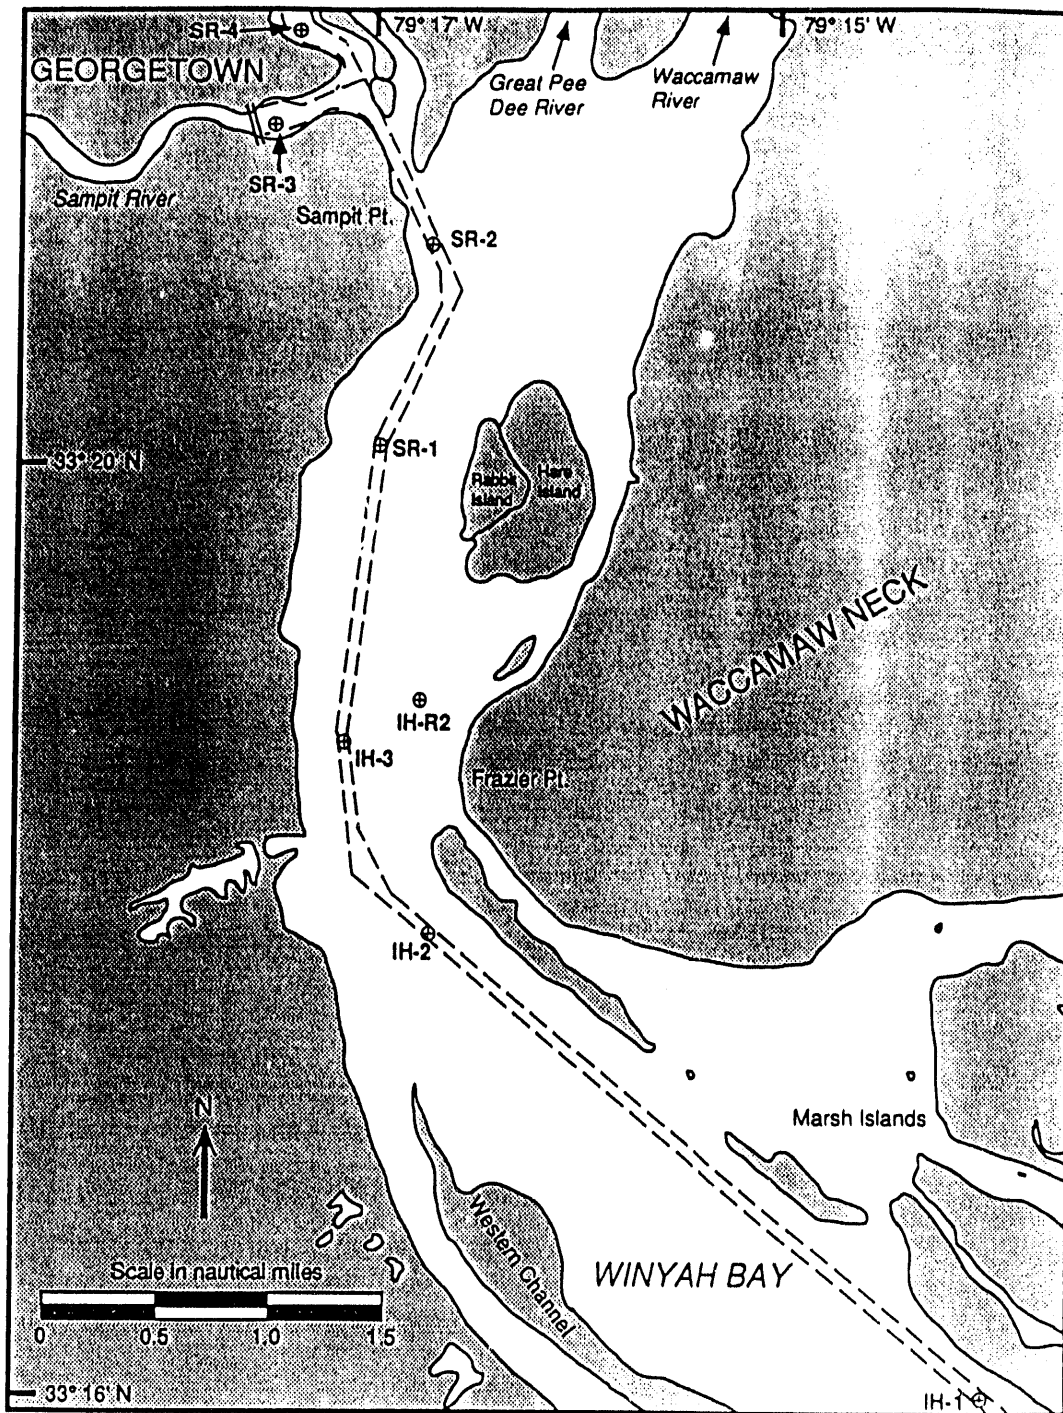 SR-4
79° 17' W
79° 15' W
GEORGETOWN
Great Pee
Dee River
Waccamaw
River
SR-3
Sampit River
Sampit Pt.
SR-2
33° 20' N
SR-1
Rabbit
Island
Hare
Island
WACCAMAW NECK
IH-R2
IH-3
Frazier Pt.
IH-2
N
Marsh Islands
Western Channel
Scale in nautical miles
WINYAH BAY
0 0.5 1.0 1.5
33° 16' N
IH-1